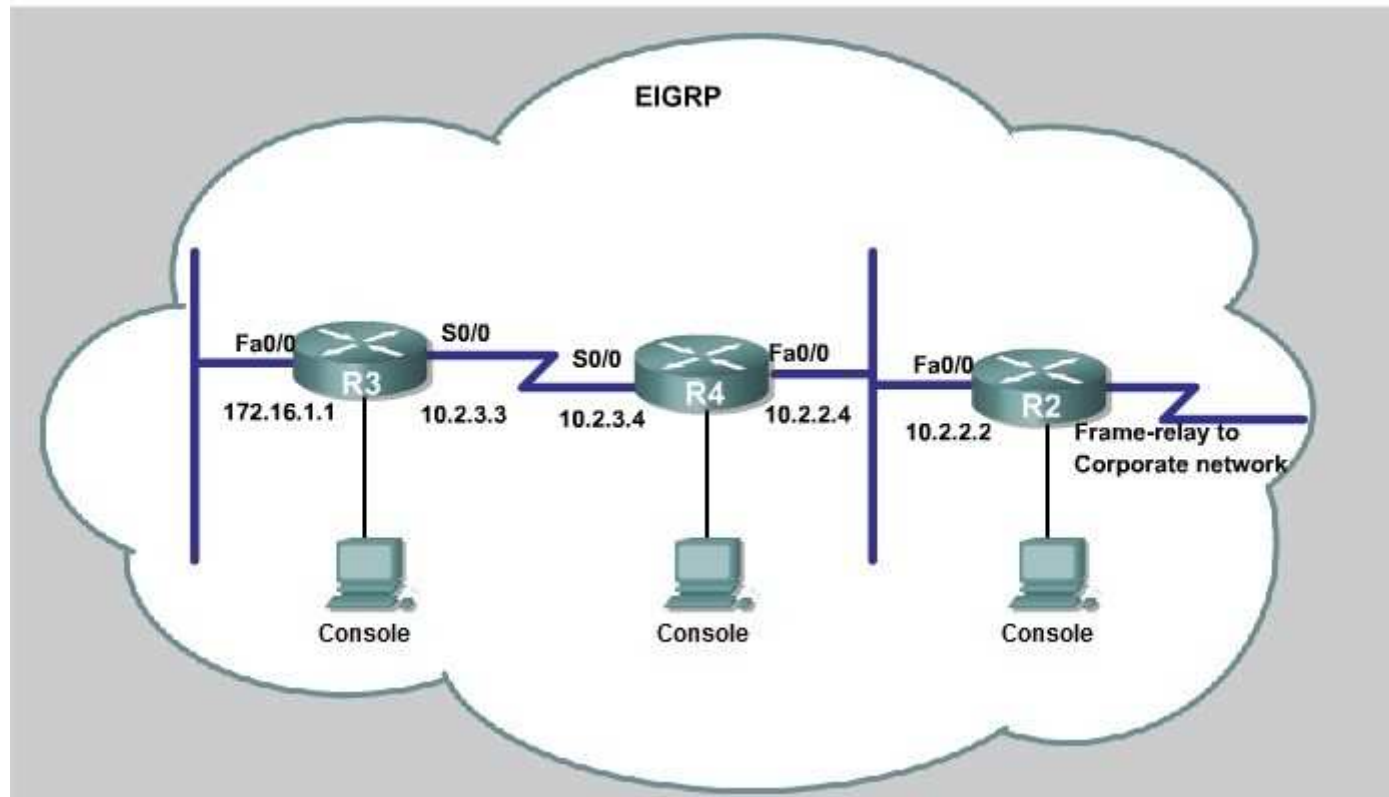 EIGRP
Fa0/0
S0/0
R3
172.16.1.1
10.2.3.3
S0/0
Fa0/0
R4
10.2.3.4
10.2.2.4
Fa0/0
R2
10.2.2.2
Frame-relay to
Corporate network
Console
Console
Console